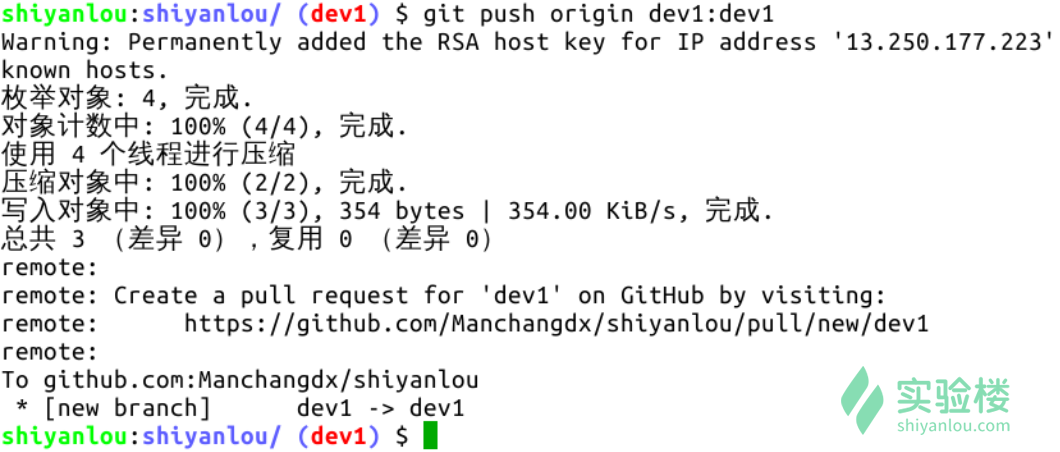 shiyanlou:shiyanlou/ (dev1) $ git push origin dev1:dev1
Warning: Permanently added the RSA host key for IP address '13.250.177.223'
known hosts.
枚举对象: 4, 完成.
对象计数中: 100% (4/4), 完成.
使用 4 个线程进行压缩
压缩对象中: 100% (2/2), 完成.
写入对象中: 100% (3/3), 354 bytes | 354.00 KiB/s, 完成.
总共 3 （差异 0），复用 0 （差异 0）
remote:
remote: Create a pull request for 'dev1' on GitHub by visiting:
remote:      https://github.com/Manchangdx/shiyanlou/pull/new/dev1
remote:
To github.com:Manchangdx/shiyanlou
 * [new branch]      dev1 -> dev1
shiyanlou:shiyanlou/ (dev1) $
实验楼
shiyanlou.com